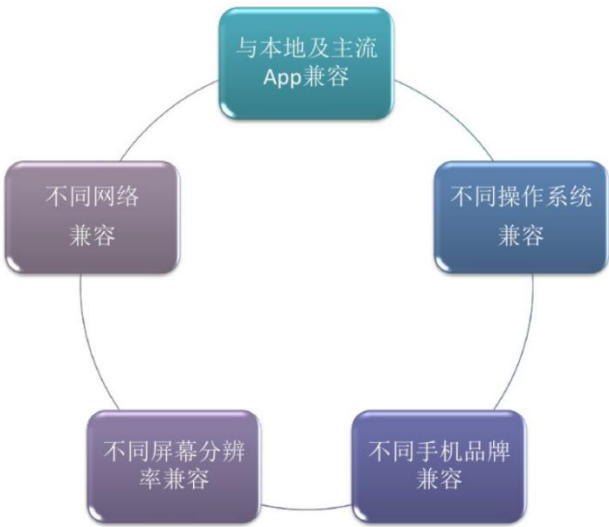 与本地及主流
App兼容
不同操作系统
兼容
不同手机品牌
兼容
不同屏幕分辨
率兼容
不同网络
兼容